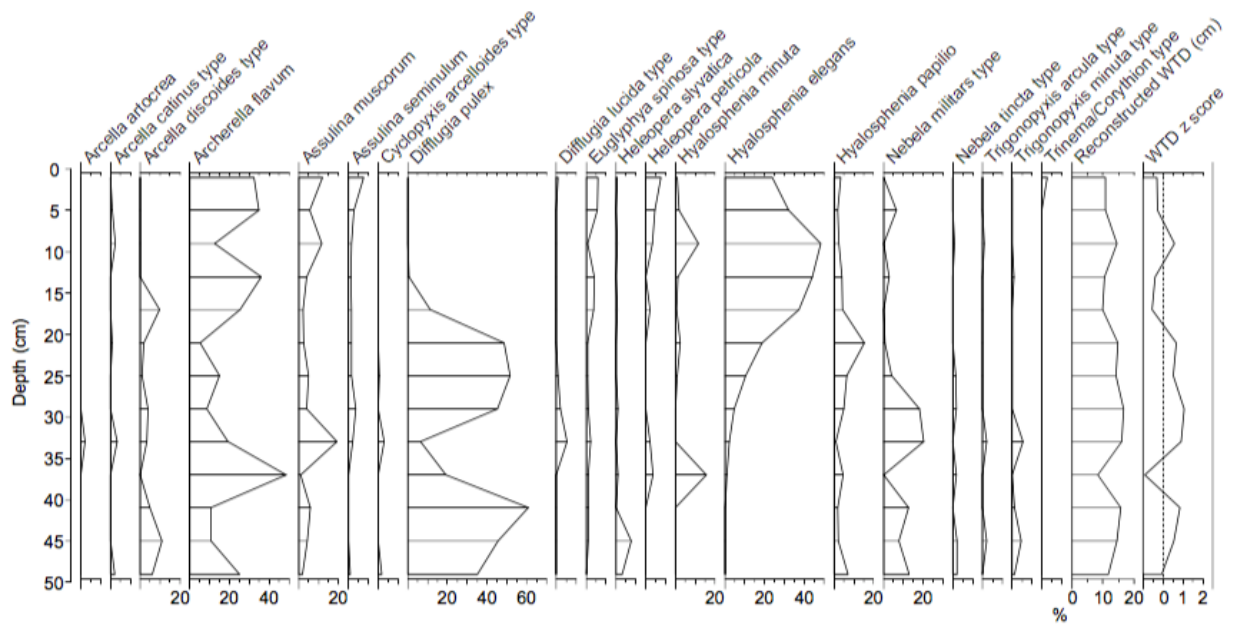 Arcella artocrea
Arcella catinus type
Arcella discoides type
Archerella flavum
Assulina muscorum
Assulina seminulum
Cyclopyxis arcelloides type
Difflugia pulex
Difflugia lucida type
Euglyphya spinosa type
Heleopera slyvatica
Heleopera petricola
Hyalosphenia minuta
Hyalosphenia elegans
Hyalosphenia papilio
Nebela militars type
Nebela tincta type
Trigonopyxis arcula type
Trigonopyxis minuta type
Trinema/Corythion type
Reconstructed WTD (cm)
WTD z score
0
5
10
15
20
25
30
35
40
45
50
Depth (cm)
20 20 40 20 40 60 20 20 40 20 20 0 10 20 0 1 2
%